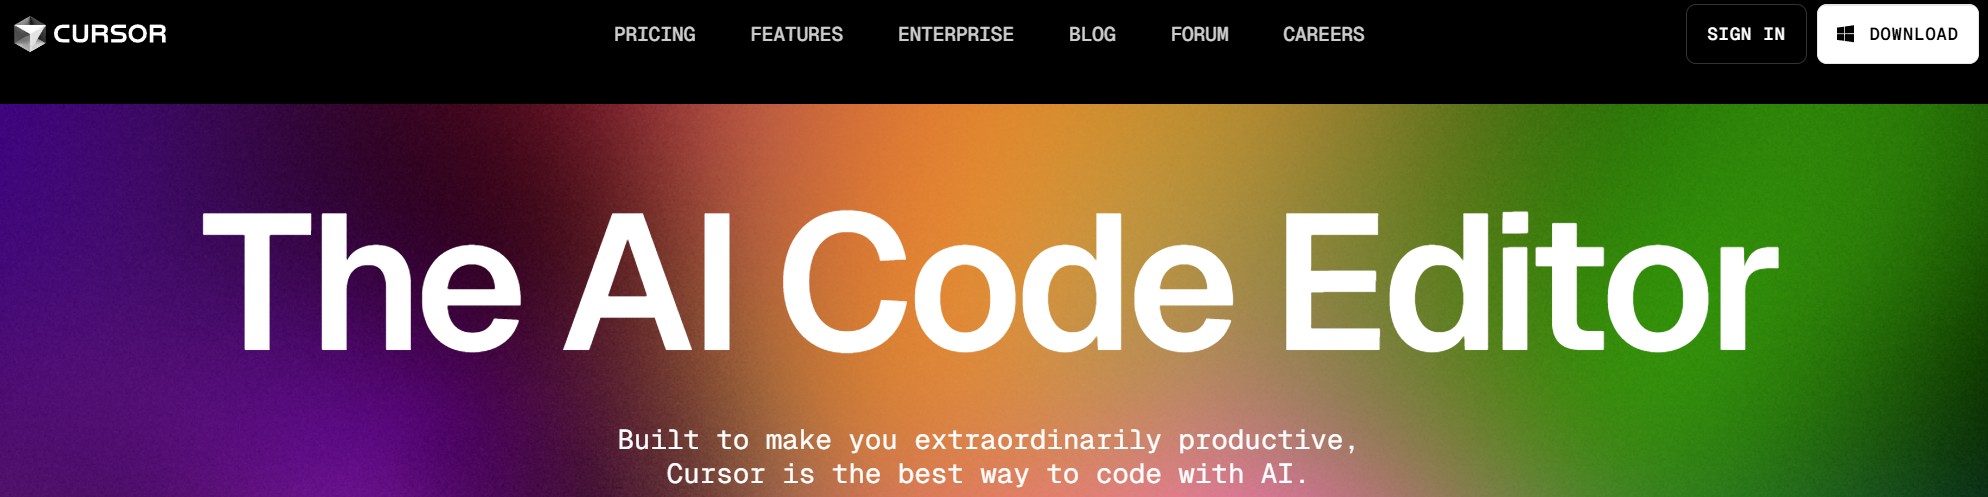 CURSOR
PRICING FEATURES ENTERPRISE BLOG FORUM CAREERS
SIGN IN
DOWNLOAD
The AI Code Editor
Built to make you extraordinarily productive,
Cursor is the best way to code with AI.